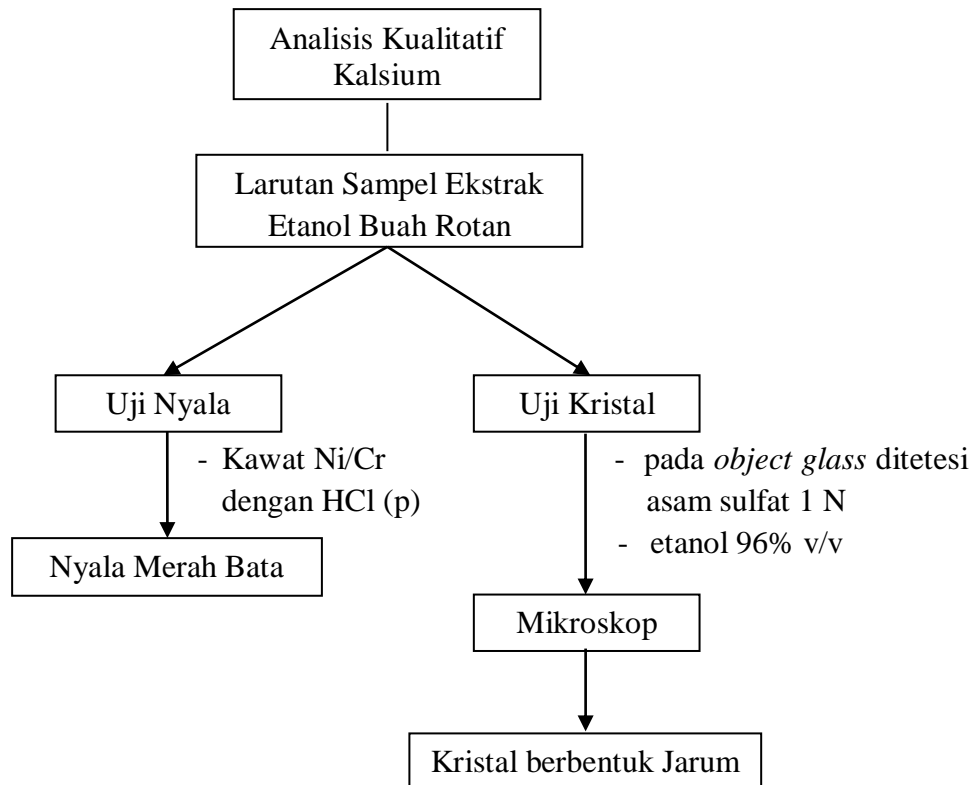 Analisis Kualitatif
Kalsium
Larutan Sampel Ekstrak
Etanol Buah Rotan
Uji Nyala
- Kawat Ni/Cr
dengan HCl (p)
Nyala Merah Bata
Uji Kristal
- pada object glass ditetesi
asam sulfat 1 N
- etanol 96% v/v
Mikroskop
Kristal berbentuk Jarum